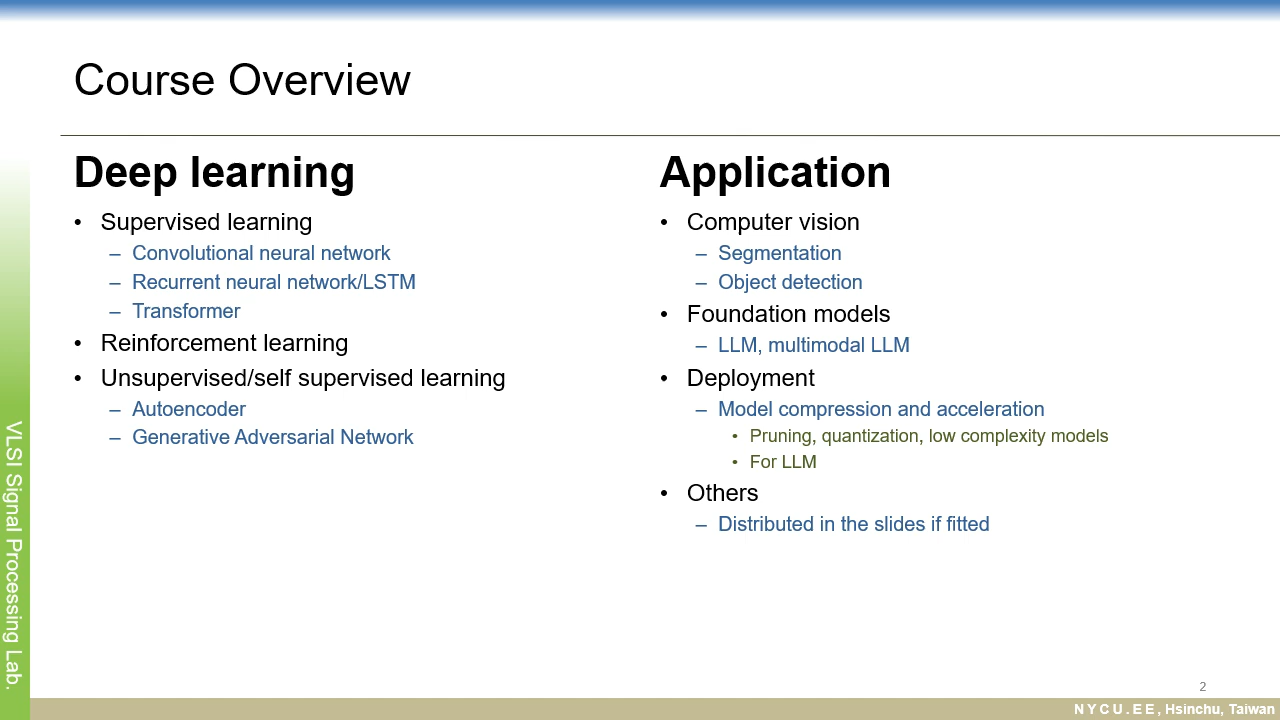 Course Overview
Deep learning
• Supervised learning
– Convolutional neural network
– Recurrent neural network/LSTM
– Transformer
• Reinforcement learning
• Unsupervised/self supervised learning
– Autoencoder
– Generative Adversarial Network
Application
• Computer vision
– Segmentation
– Object detection
• Foundation models
– LLM, multimodal LLM
• Deployment
– Model compression and acceleration
• Pruning, quantization, low complexity models
• For LLM
• Others
– Distributed in the slides if fitted
VLSI Signal Processing Lab.
2
NYCU.EE, Hsinchu, Taiwan